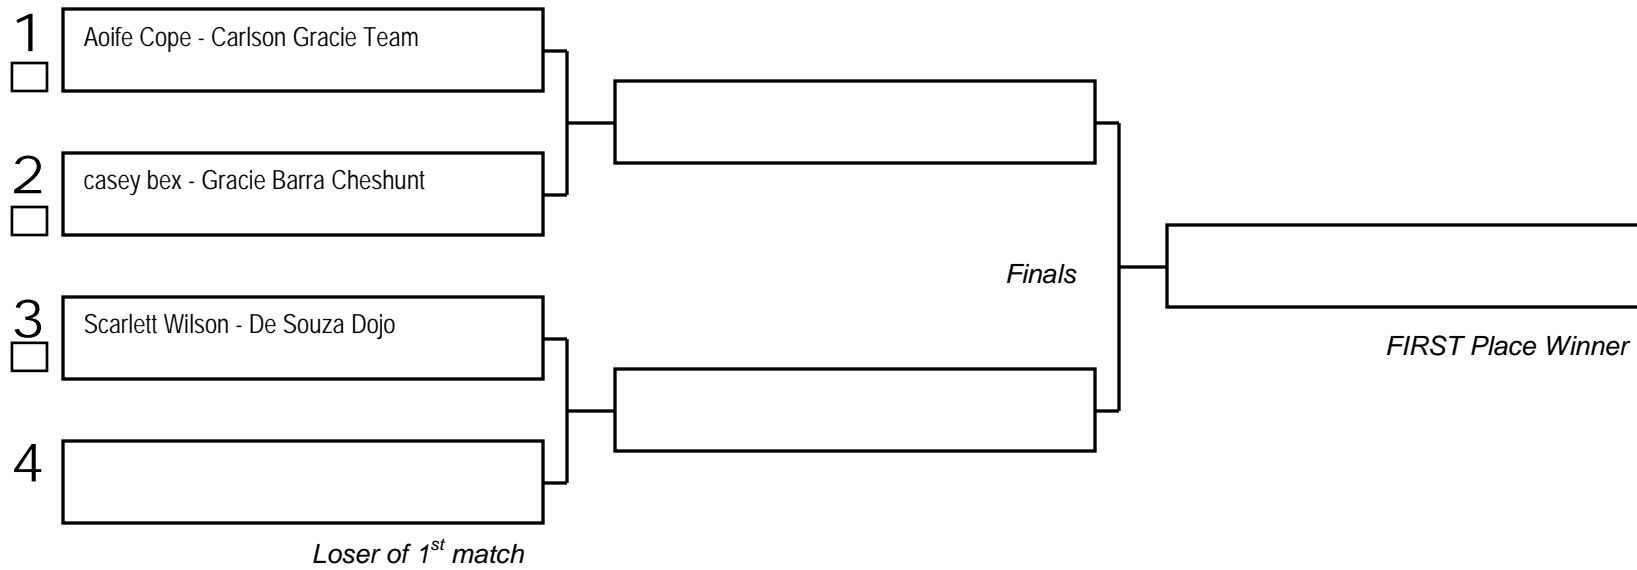 1
Aoife Cope - Carlson Gracie Team
2
casey bex - Gracie Barra Cheshunt
Finals
3
Scarlett Wilson - De Souza Dojo
FIRST Place Winner
4
Loser of 1st match